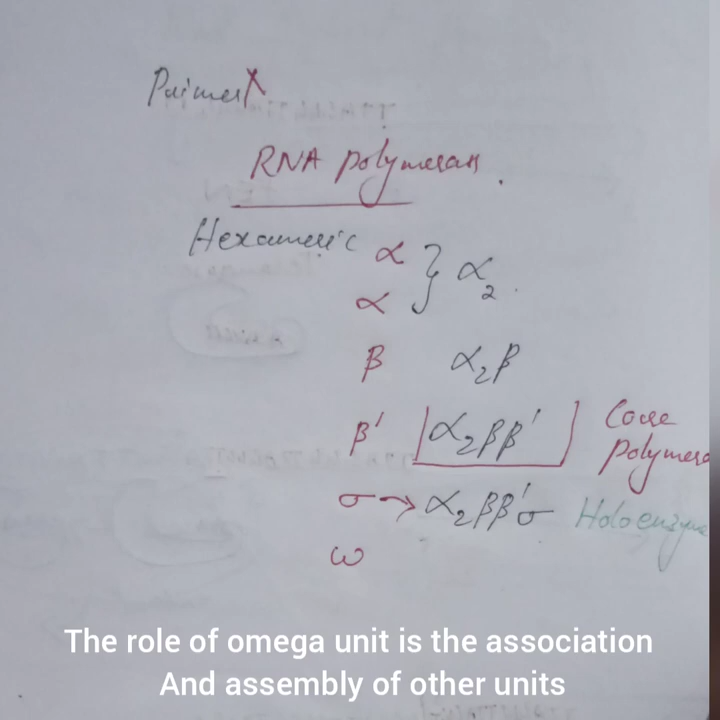 Primer X
RNA polymerase.
Hexameric α } α₂
α
β α₂β
β' [α₂ββ'] Core polymera
σ → α₂ββ'σ Holoenzyme
ω
The role of omega unit is the association
And assembly of other units